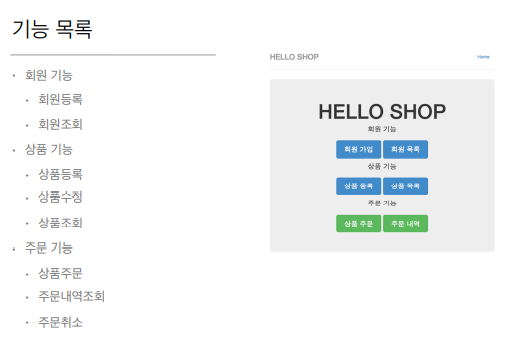 기능 목록
회원 기능
회원등록
회원조회
상품 기능
상품등록
상품수정
상품조회
주문 기능
상품주문
주문내역조회
주문취소
HELLO SHOP
Home
HELLO SHOP
회원 기능
회원 가입 회원 목록
상품 기능
상품 등록 상품 목록
주문 기능
상품 주문 주문 내역